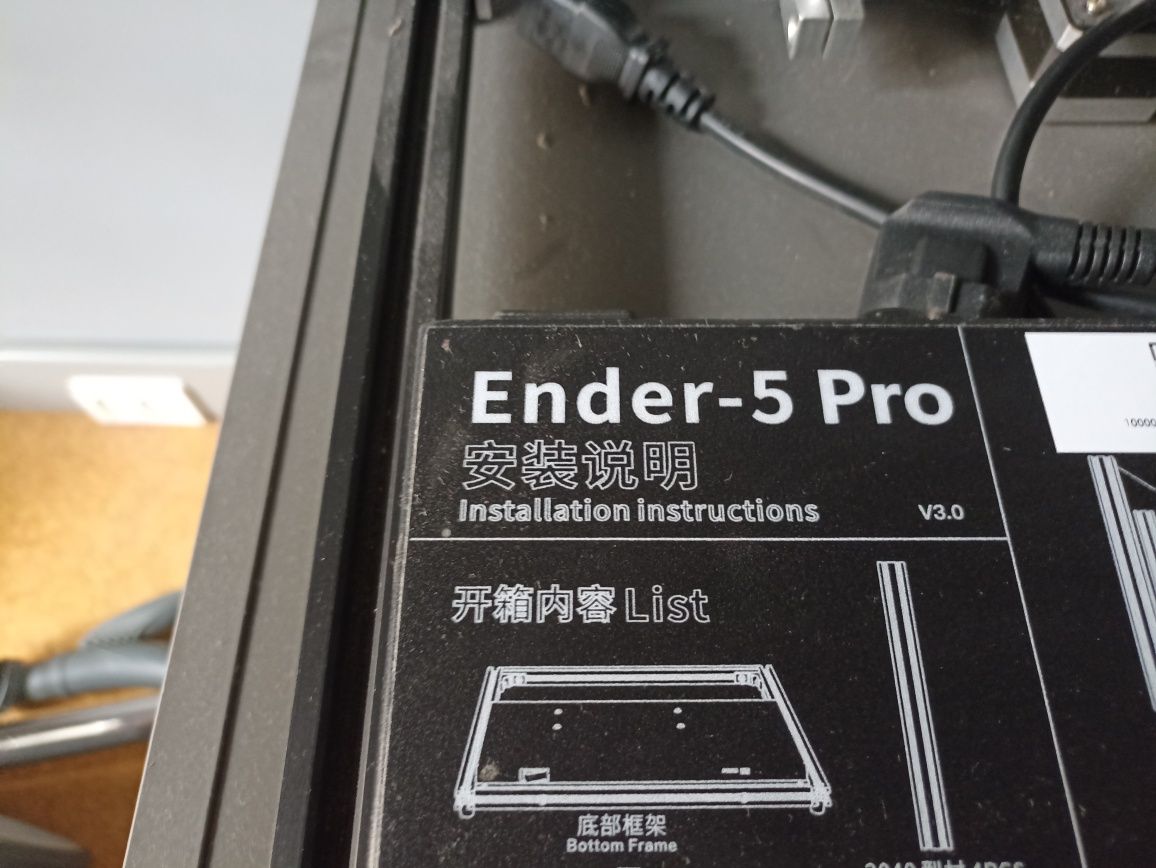 Ender-5 Pro
安装说明
Installation instructions
V3.0
开箱内容 List
底部框架
Bottom Frame
10000